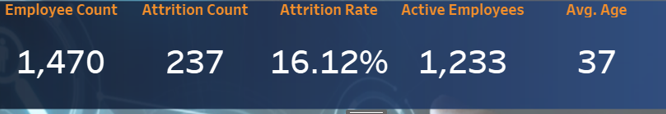 Employee Count Attrition Count Attrition Rate Active Employees Avg. Age
1,470 237 16.12% 1,233 37